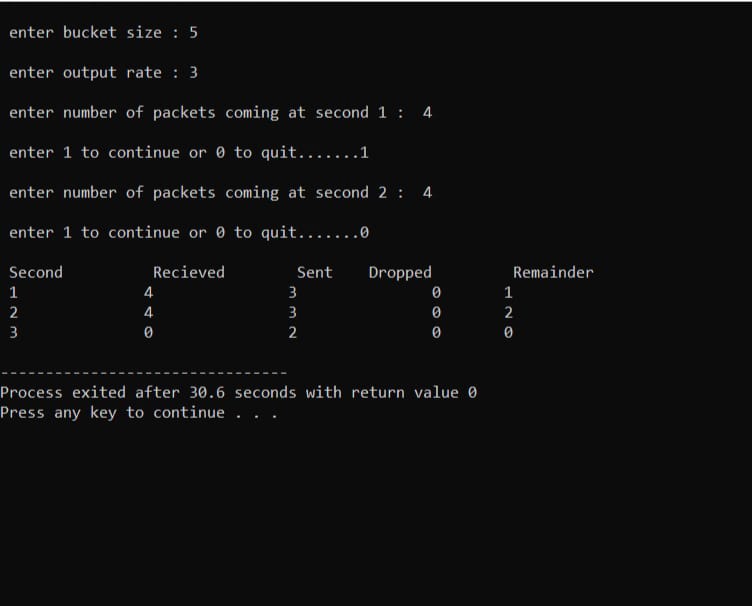 enter bucket size : 5
enter output rate : 3
enter number of packets coming at second 1 :  4
enter 1 to continue or 0 to quit.......1
enter number of packets coming at second 2 :  4
enter 1 to continue or 0 to quit.......0
Second          Recieved        Sent    Dropped         Remainder
1              4               3               0       1
2              4               3               0       2
3              0               2               0       0
--------------------------------
Process exited after 30.6 seconds with return value 0
Press any key to continue . . .